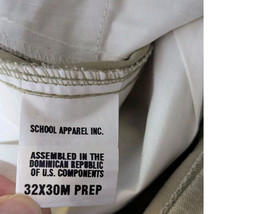 SCHOOL APPAREL INC.
ASSEMBLED IN THE
DOMINICAN REPUBLIC
OF U.S. COMPONENTS
32X30M PREP